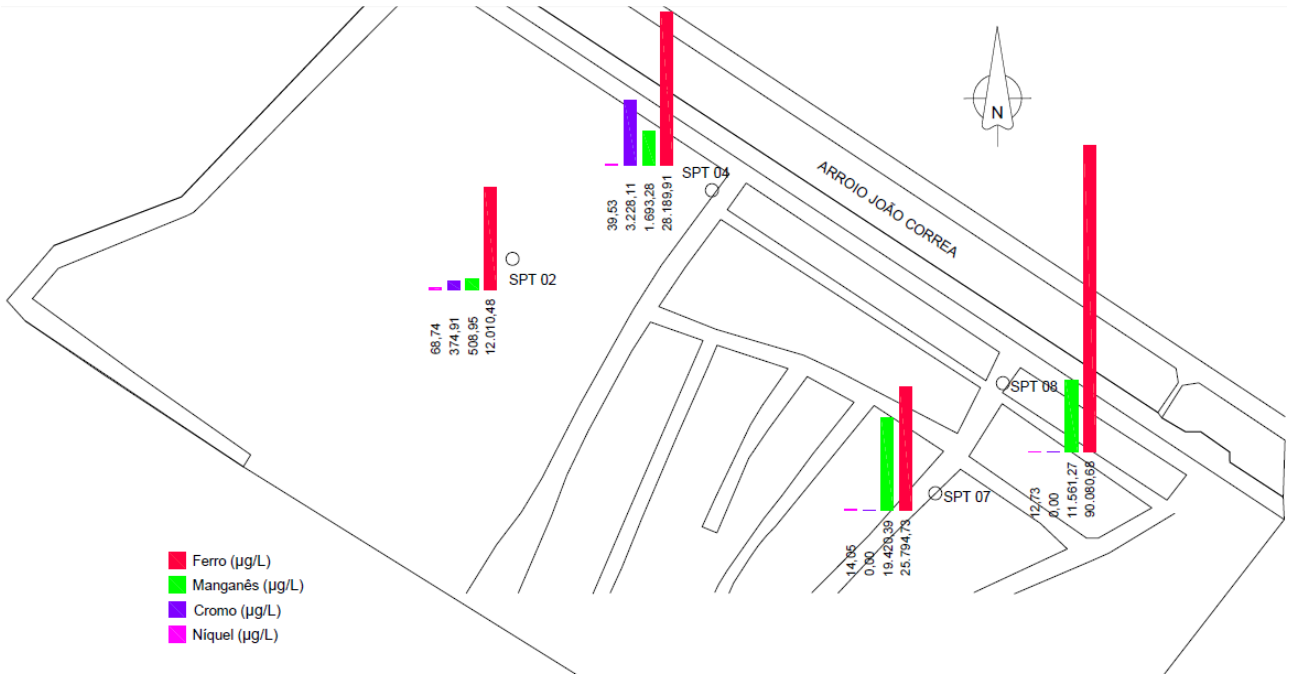 N
ARROIO JOÃO CORREA
SPT 04
39,53
3.228,11
1.693,28
28.189,91
SPT 02
68,74
374,91
508,95
12.010,48
SPT 08
12,73
0,00
11.561,27
90.080,68
SPT 07
14,05
0,00
19.420,39
25.794,73
Ferro (µg/L)
Manganês (µg/L)
Cromo (µg/L)
Níquel (µg/L)